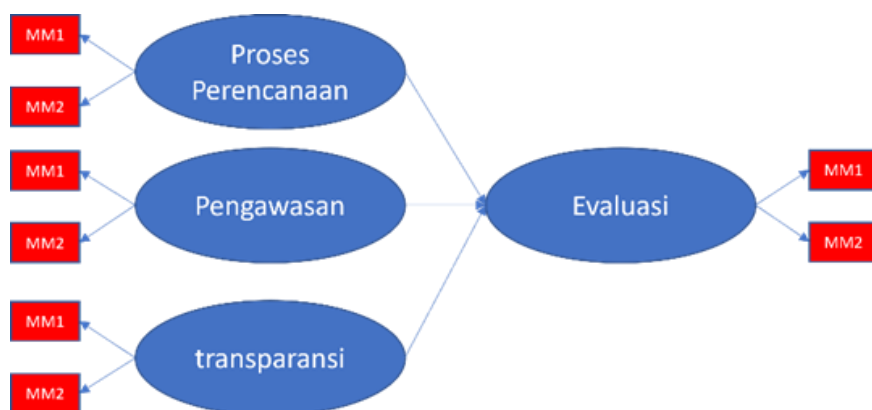 MM1
Proses
Perencanaan
MM2
MM1
Pengawasan
MM2
MM1
transparansi
MM2
Evaluasi
MM1
MM2